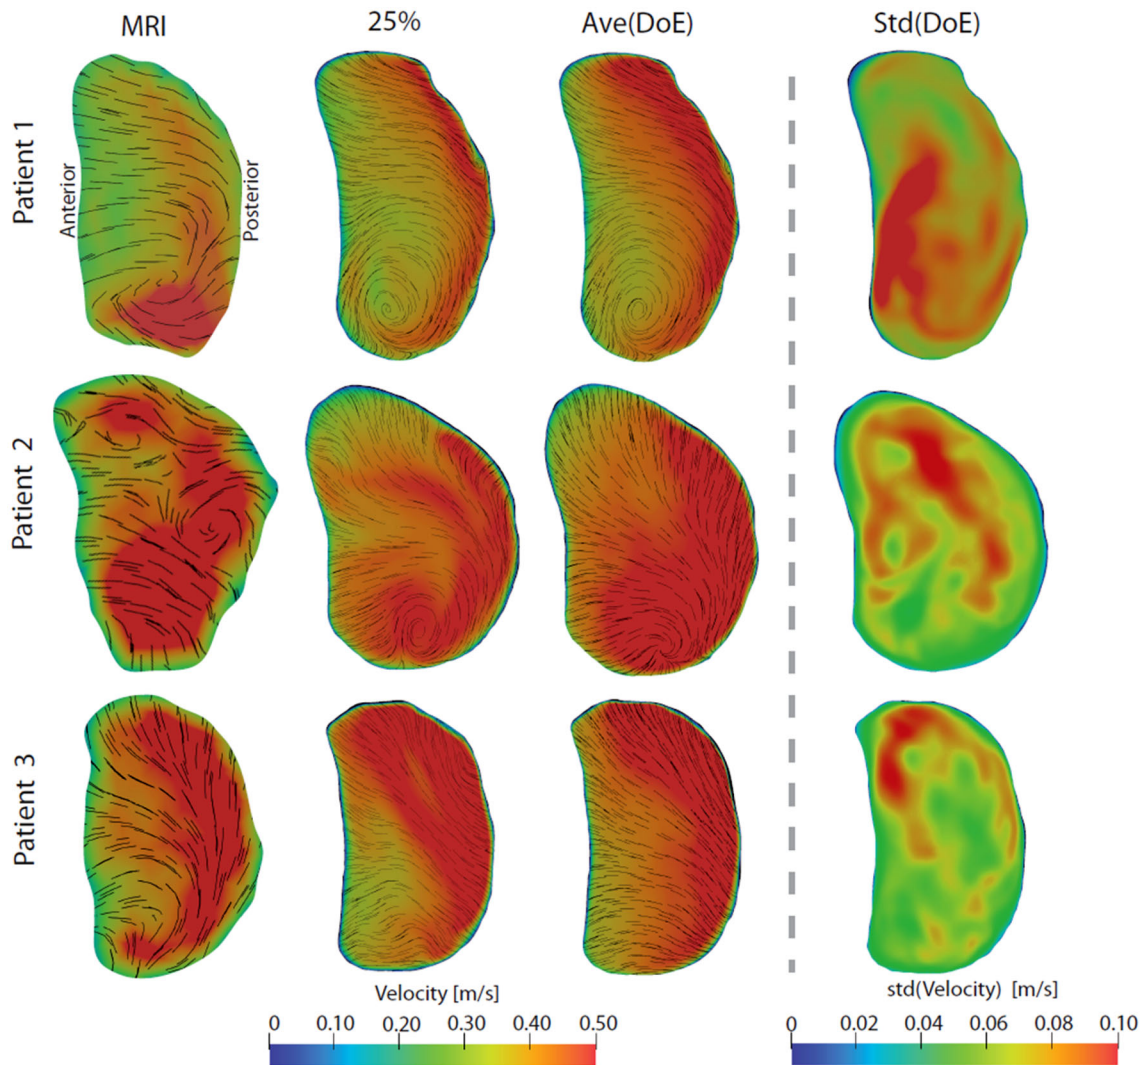 MRI
25%
Ave(DoE)
Std(DoE)
Patient 1
Anterior
Posterior
Patient 2
Patient 3
Velocity [m/s]
0 0.10 0.20 0.30 0.40 0.50
std(Velocity) [m/s]
0 0.02 0.04 0.06 0.08 0.10